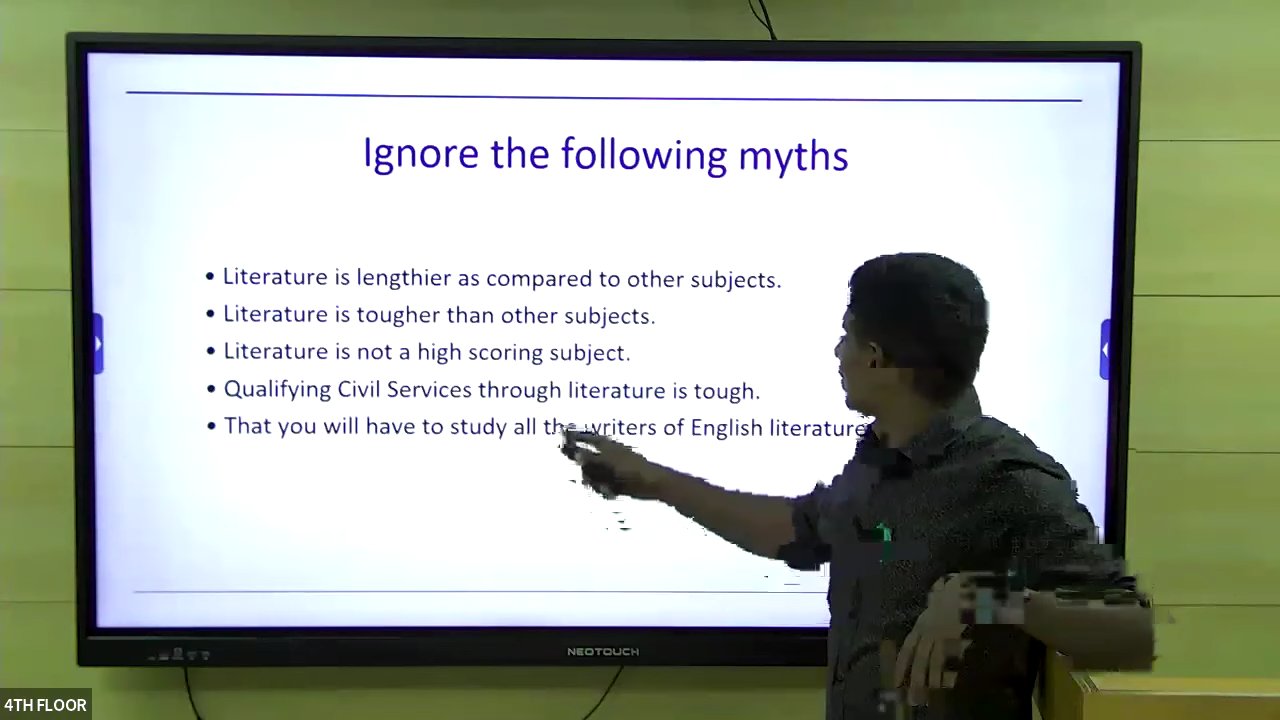 Ignore the following myths
• Literature is lengthier as compared to other subjects.
• Literature is tougher than other subjects.
• Literature is not a high scoring subject.
• Qualifying Civil Services through literature is tough.
• That you will have to study all the writers of English literature
NEOTOUCH
4TH FLOOR